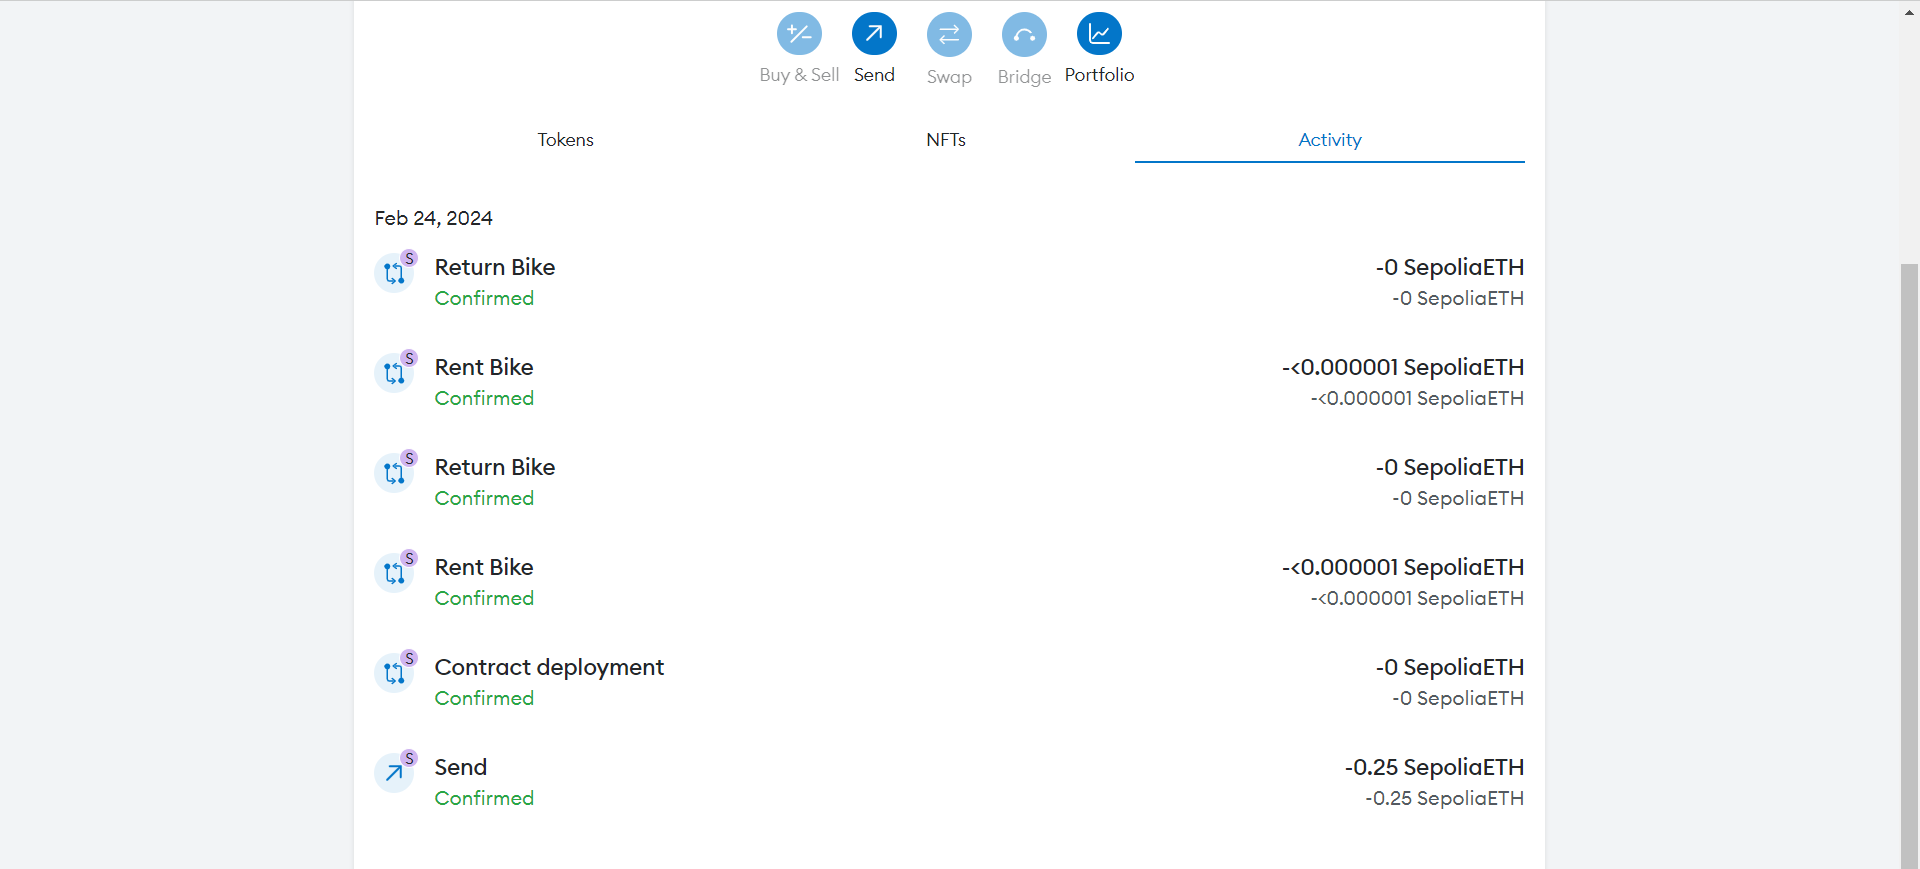 Buy & Sell Send Swap Bridge Portfolio
Tokens NFTs Activity
Feb 24, 2024
S
Return Bike -0 SepoliaETH
Confirmed -0 SepoliaETH
S
Rent Bike -<0.000001 SepoliaETH
Confirmed -<0.000001 SepoliaETH
S
Return Bike -0 SepoliaETH
Confirmed -0 SepoliaETH
S
Rent Bike -<0.000001 SepoliaETH
Confirmed -<0.000001 SepoliaETH
S
Contract deployment -0 SepoliaETH
Confirmed -0 SepoliaETH
S
Send -0.25 SepoliaETH
Confirmed -0.25 SepoliaETH